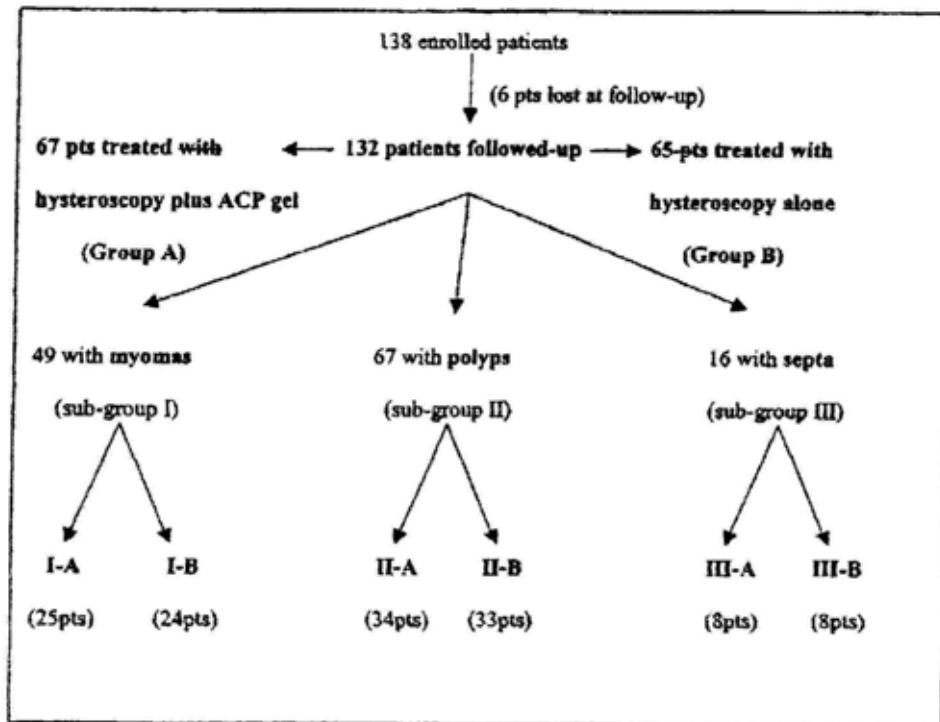 138 enrolled patients
(6 pts lost at follow-up)
67 pts treated with 132 patients followed-up 65 pts treated with
hysteroscopy plus ACP gel hysteroscopy alone
(Group A) (Group B)
49 with myomas 67 with polyps 16 with septa
(sub-group I) (sub-group II) (sub-group III)
I-A I-B II-A II-B III-A III-B
(25pts) (24pts) (34pts) (33pts) (8pts) (8pts)